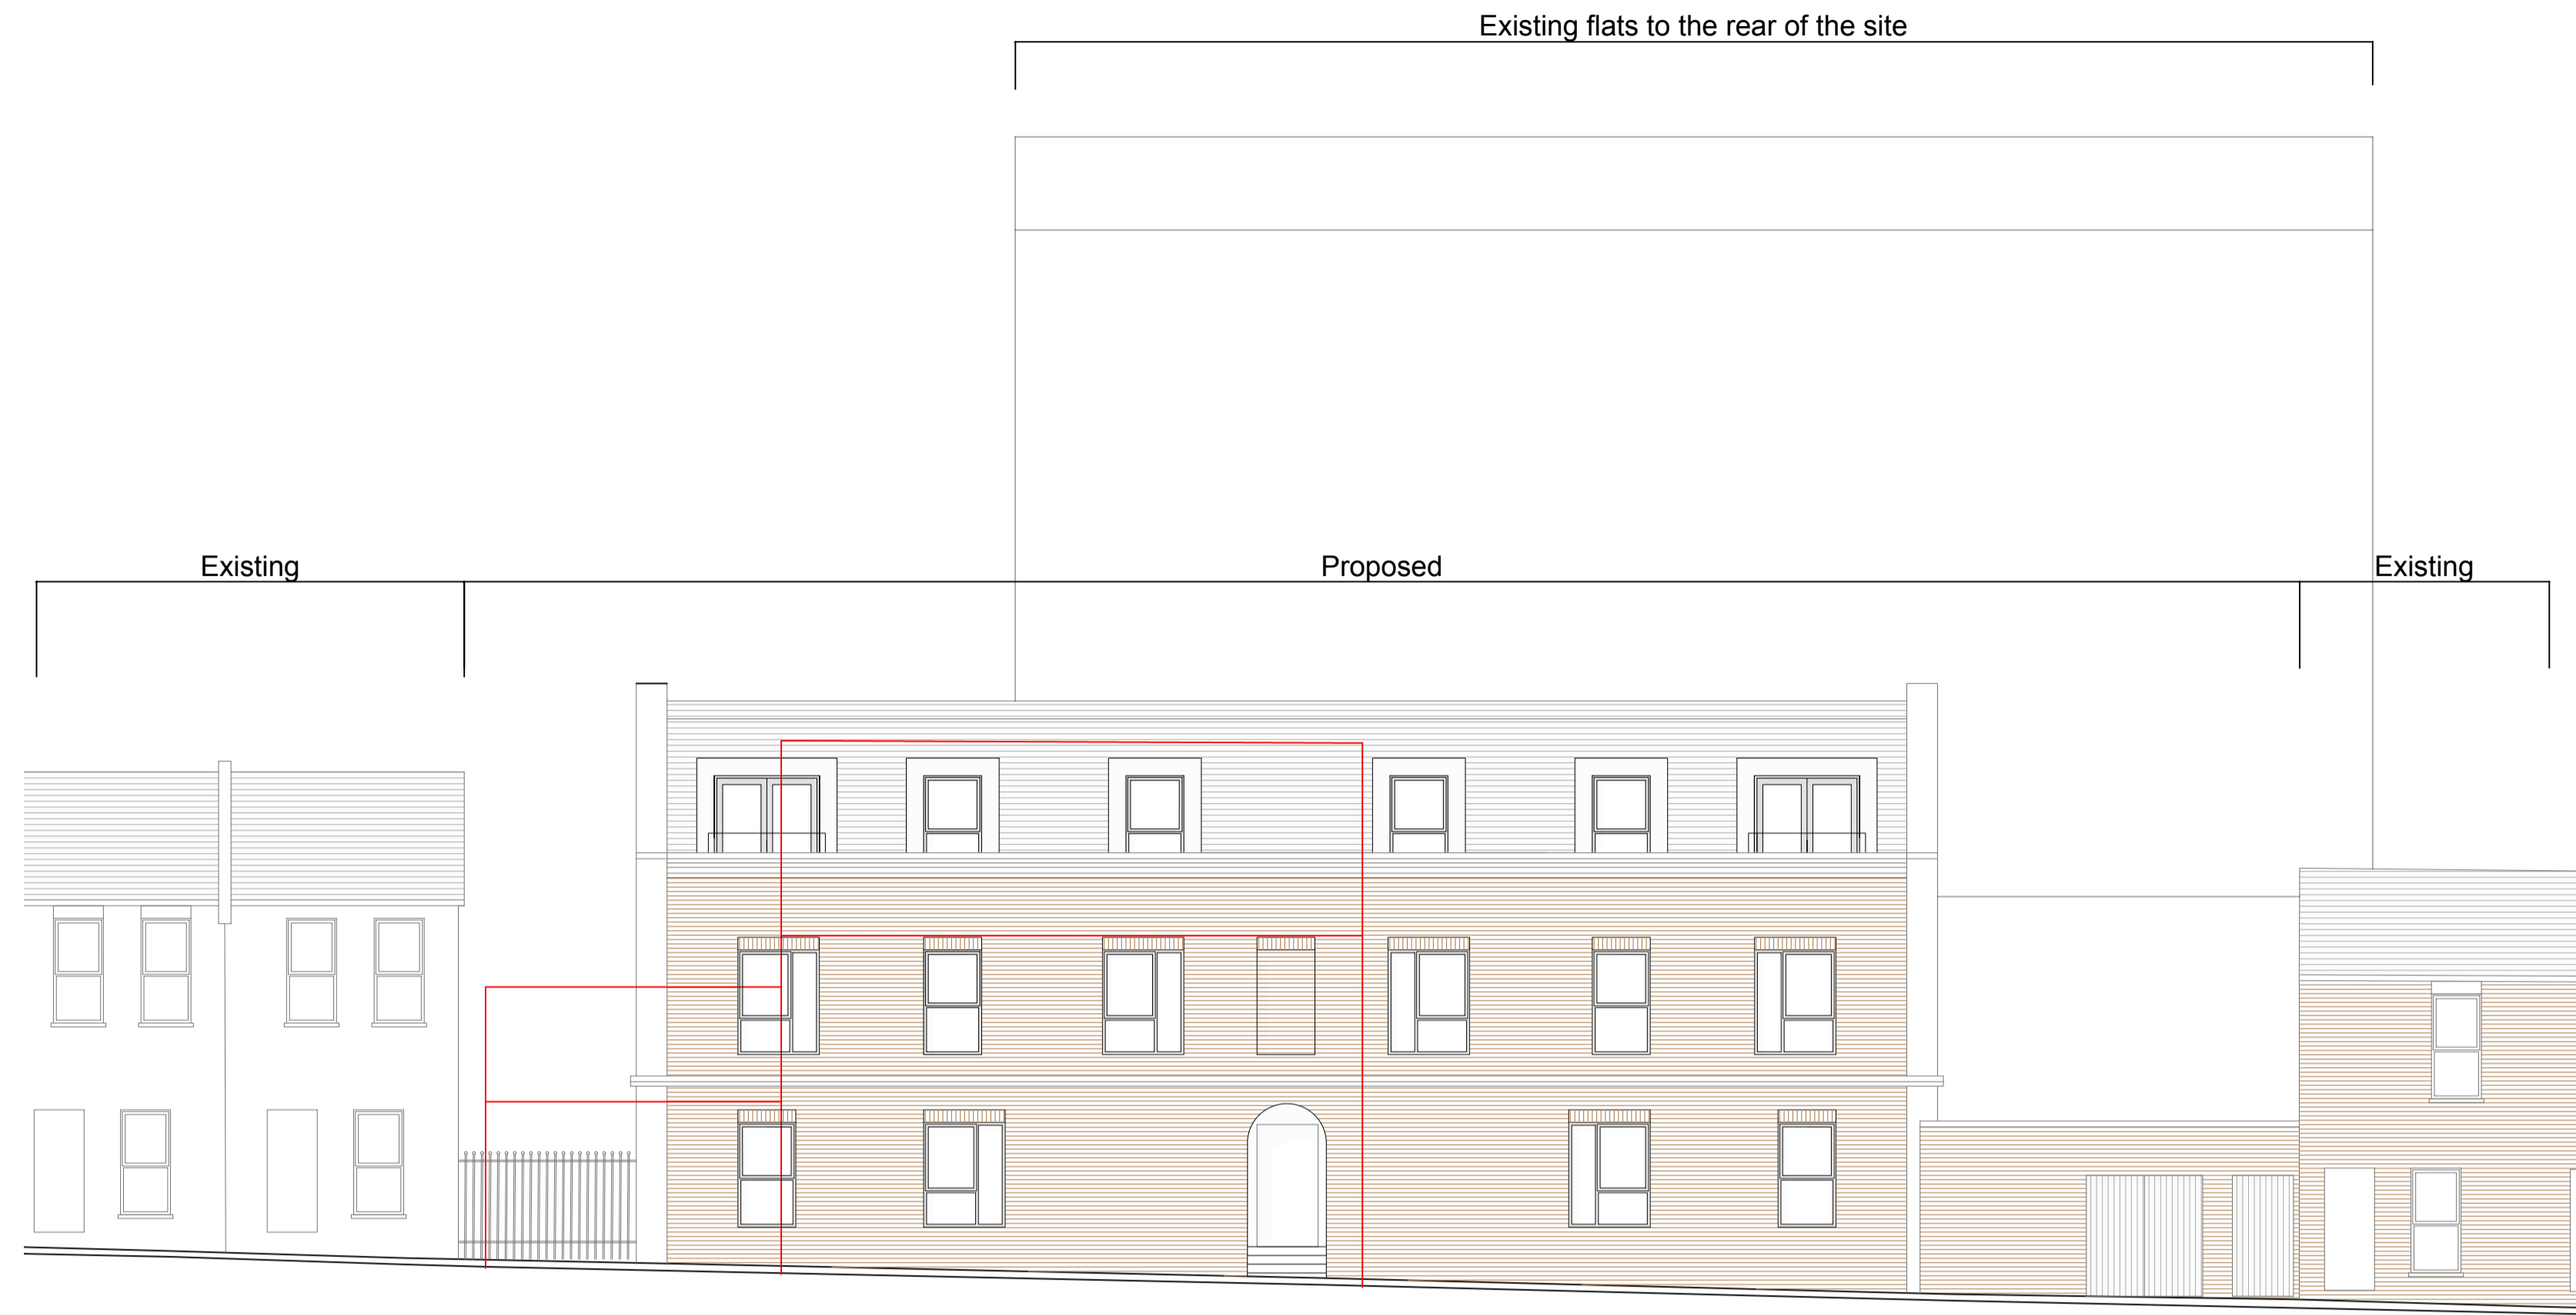 Existing flats to the rear of the site
Existing
Proposed
Existing